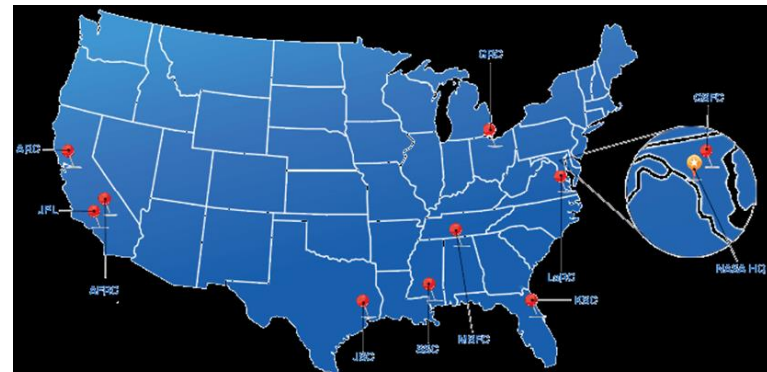 GRC
GSFC
ARC
JPL
AFRC
LaRC
NASA HQ
KSC
MSFC
SSC
JSC